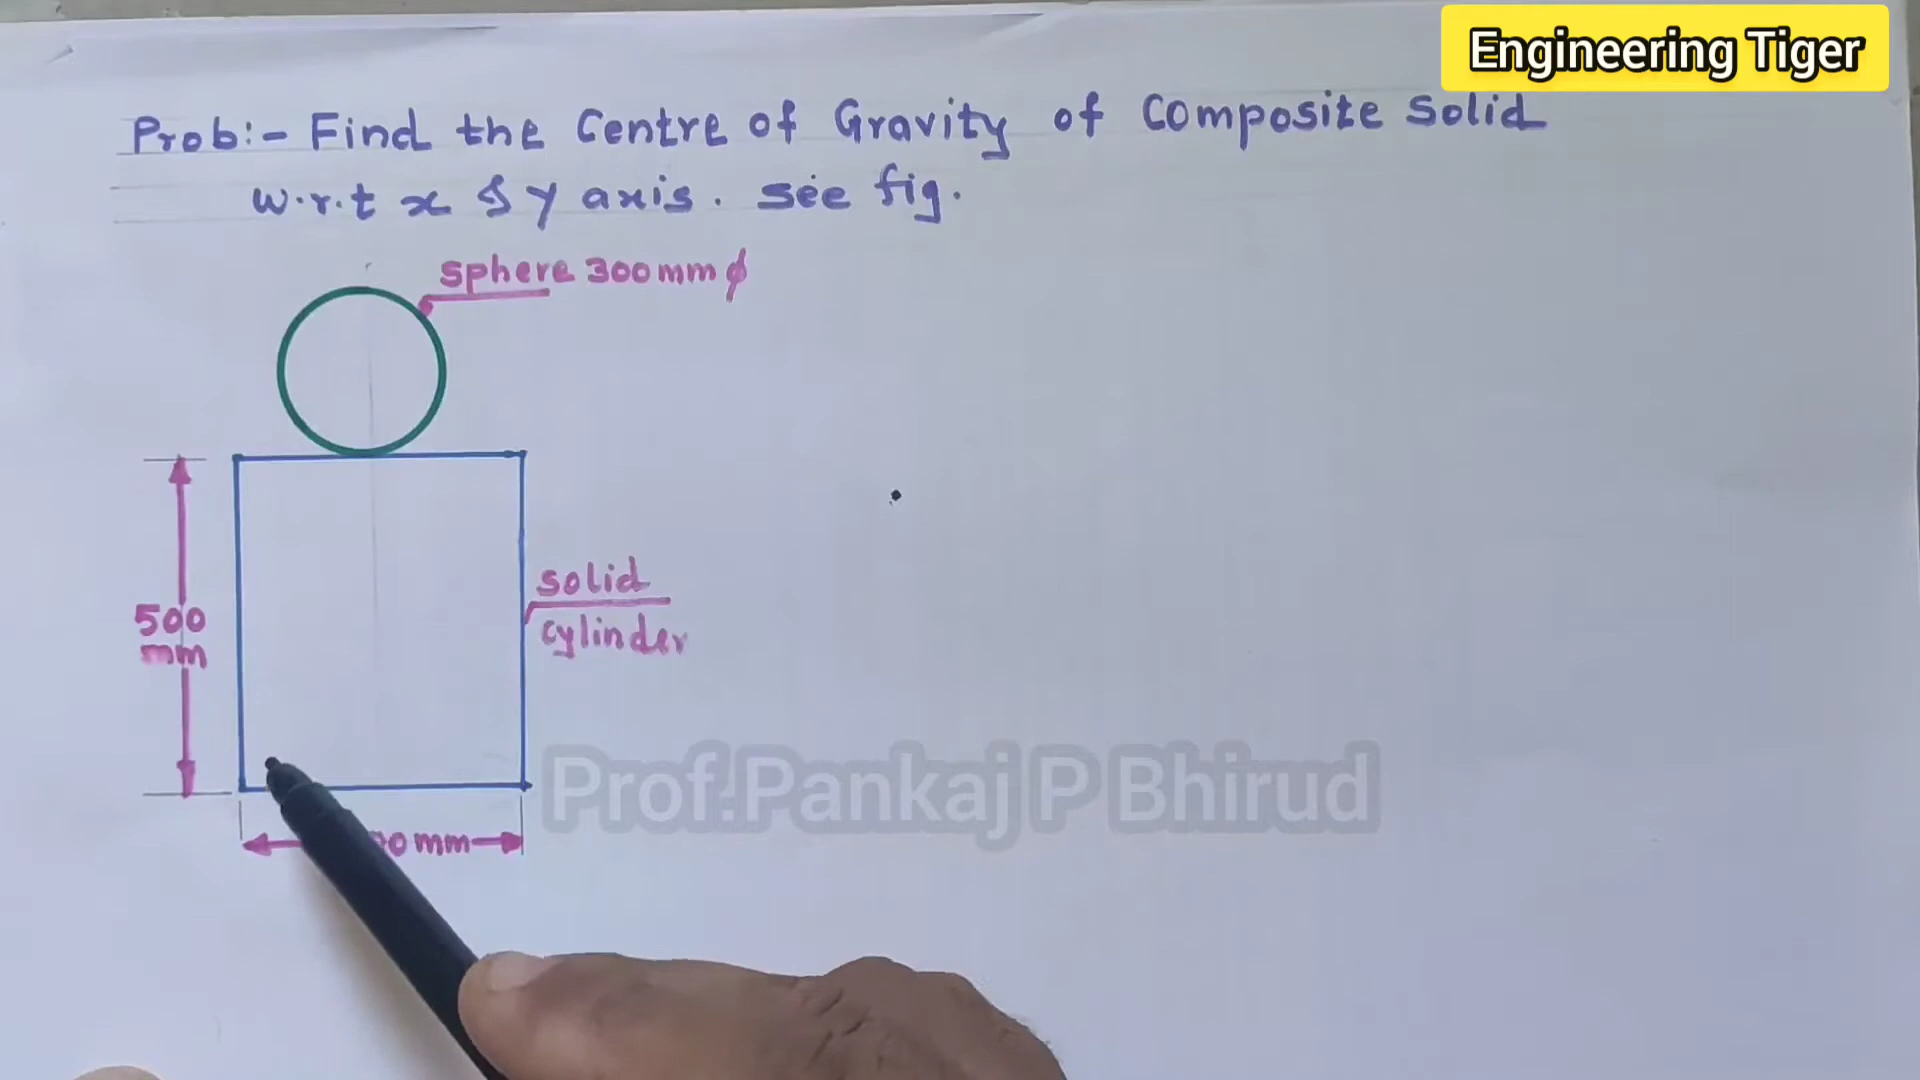 Engineering Tiger
Prob:- Find the Centre of Gravity of Composite Solid
w.r.t x & y axis. See fig.
Sphere 300mm ϕ
500
mm
solid
cylinder
Prof.Pankaj P Bhirud
mm